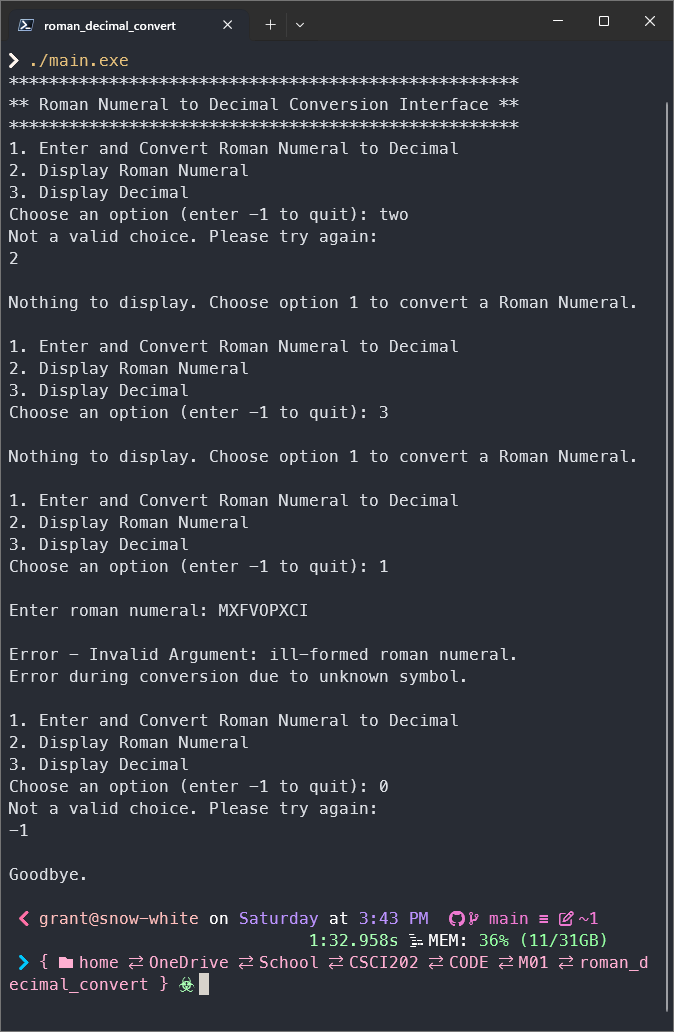 roman_decimal_convert
./main.exe
***************************************************
** Roman Numeral to Decimal Conversion Interface **
***************************************************
1. Enter and Convert Roman Numeral to Decimal
2. Display Roman Numeral
3. Display Decimal
Choose an option (enter -1 to quit): two
Not a valid choice. Please try again:
2
Nothing to display. Choose option 1 to convert a Roman Numeral.
1. Enter and Convert Roman Numeral to Decimal
2. Display Roman Numeral
3. Display Decimal
Choose an option (enter -1 to quit): 3
Nothing to display. Choose option 1 to convert a Roman Numeral.
1. Enter and Convert Roman Numeral to Decimal
2. Display Roman Numeral
3. Display Decimal
Choose an option (enter -1 to quit): 1
Enter roman numeral: MXFVOPXCI
Error - Invalid Argument: ill-formed roman numeral.
Error during conversion due to unknown symbol.
1. Enter and Convert Roman Numeral to Decimal
2. Display Roman Numeral
3. Display Decimal
Choose an option (enter -1 to quit): 0
Not a valid choice. Please try again:
-1
Goodbye.
grant@snow-white on Saturday at 3:43 PM main ≡ ~1
1:32.958s MEM: 36% (11/31GB)
{ home ⇄ OneDrive ⇄ School ⇄ CSCI202 ⇄ CODE ⇄ M01 ⇄ roman_d
ecimal_convert } ☣